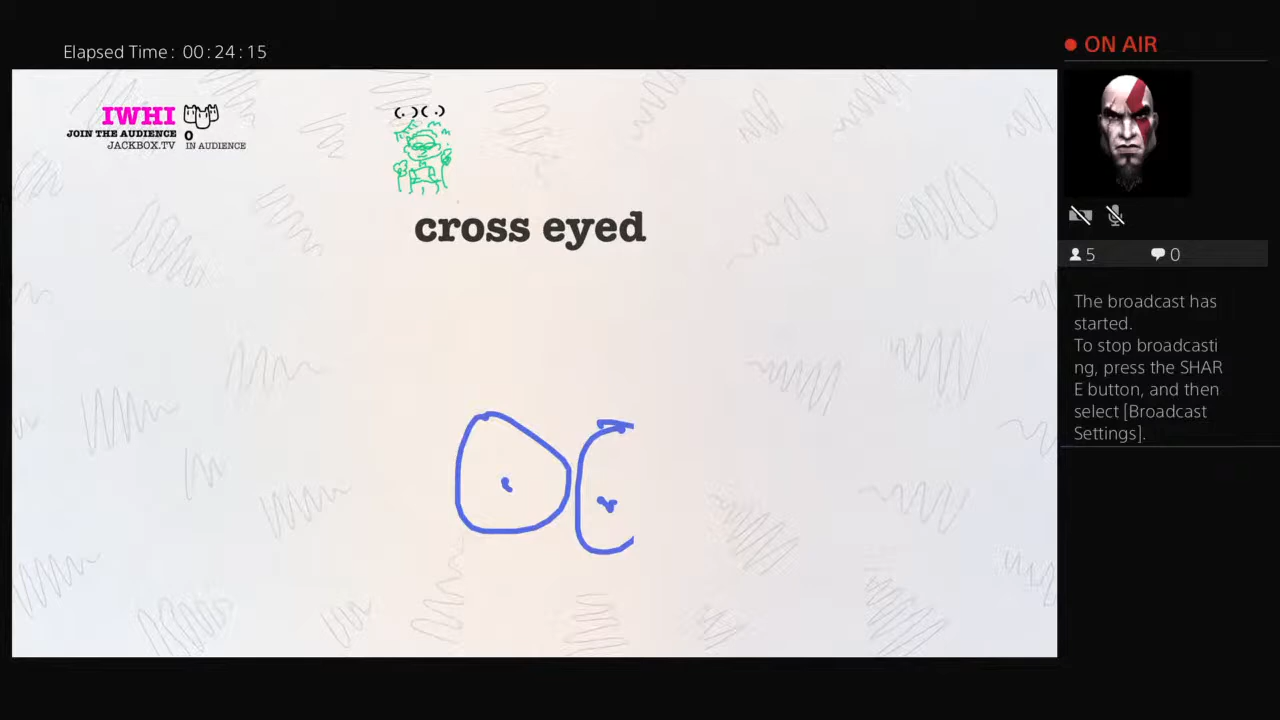 Elapsed Time: 00:24:15
ON AIR
IWHI
JOIN THE AUDIENCE 0
JACKBOX.TV IN AUDIENCE
cross eyed
5 0
The broadcast has
started.
To stop broadcasti
ng, press the SHAR
E button, and then
select [Broadcast
Settings].